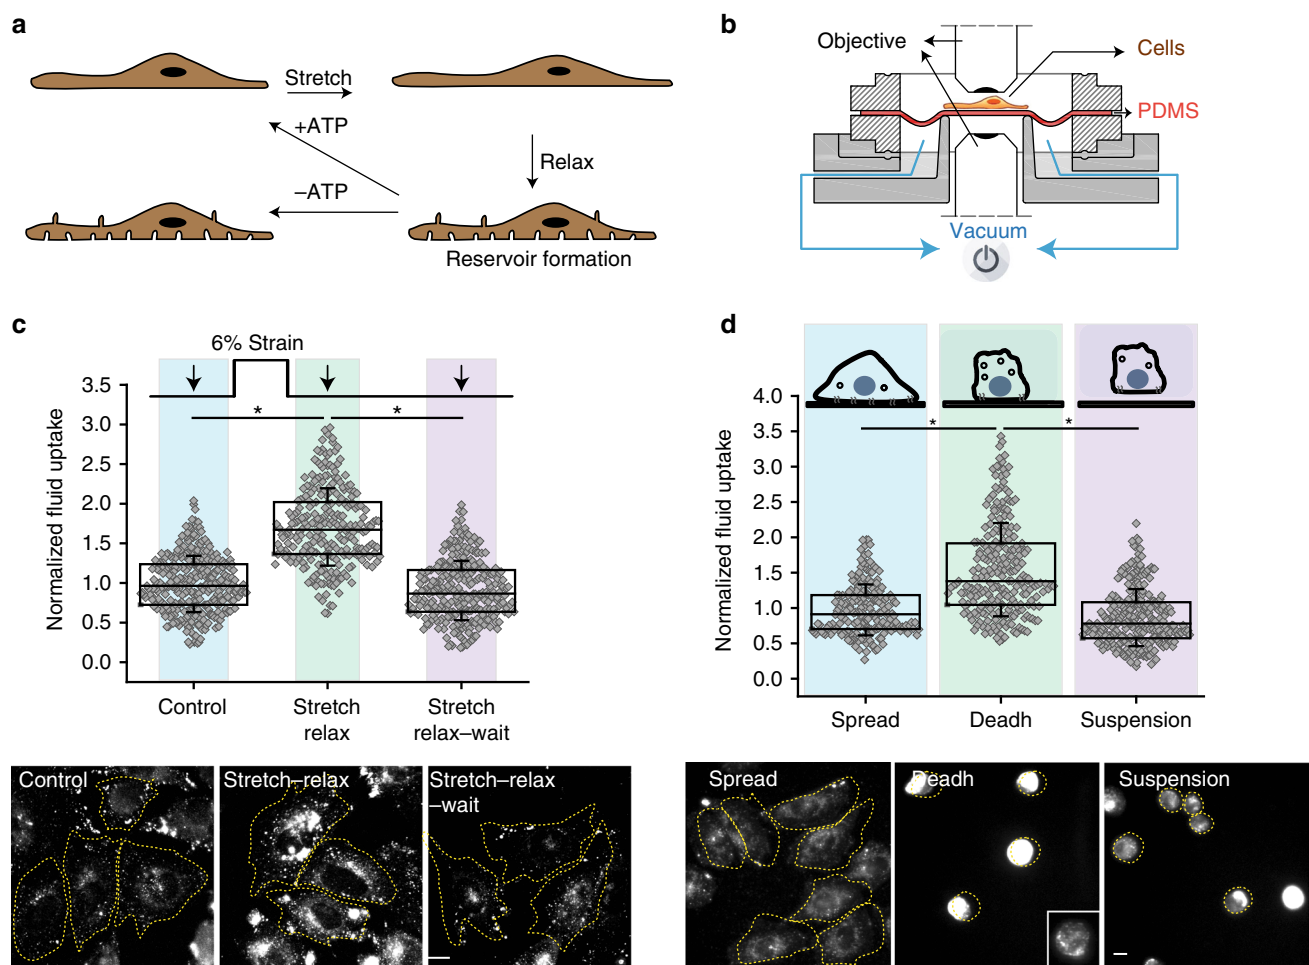 a
Stretch
+ATP
Relax
–ATP
Reservoir formation
b
Objective
Cells
PDMS
Vacuum
c
6% Strain
Normalized fluid uptake
3.5
3.0
2.5
2.0
1.5
1.0
0.5
0.0
*
*
Control
Stretch
relax
Stretch
relax–wait
Control
Stretch–relax
Stretch–relax
–wait
d
Normalized fluid uptake
4.0
3.5
3.0
2.5
2.0
1.5
1.0
0.5
0.0
*
*
Spread
Deadh
Suspension
Spread
Deadh
Suspension